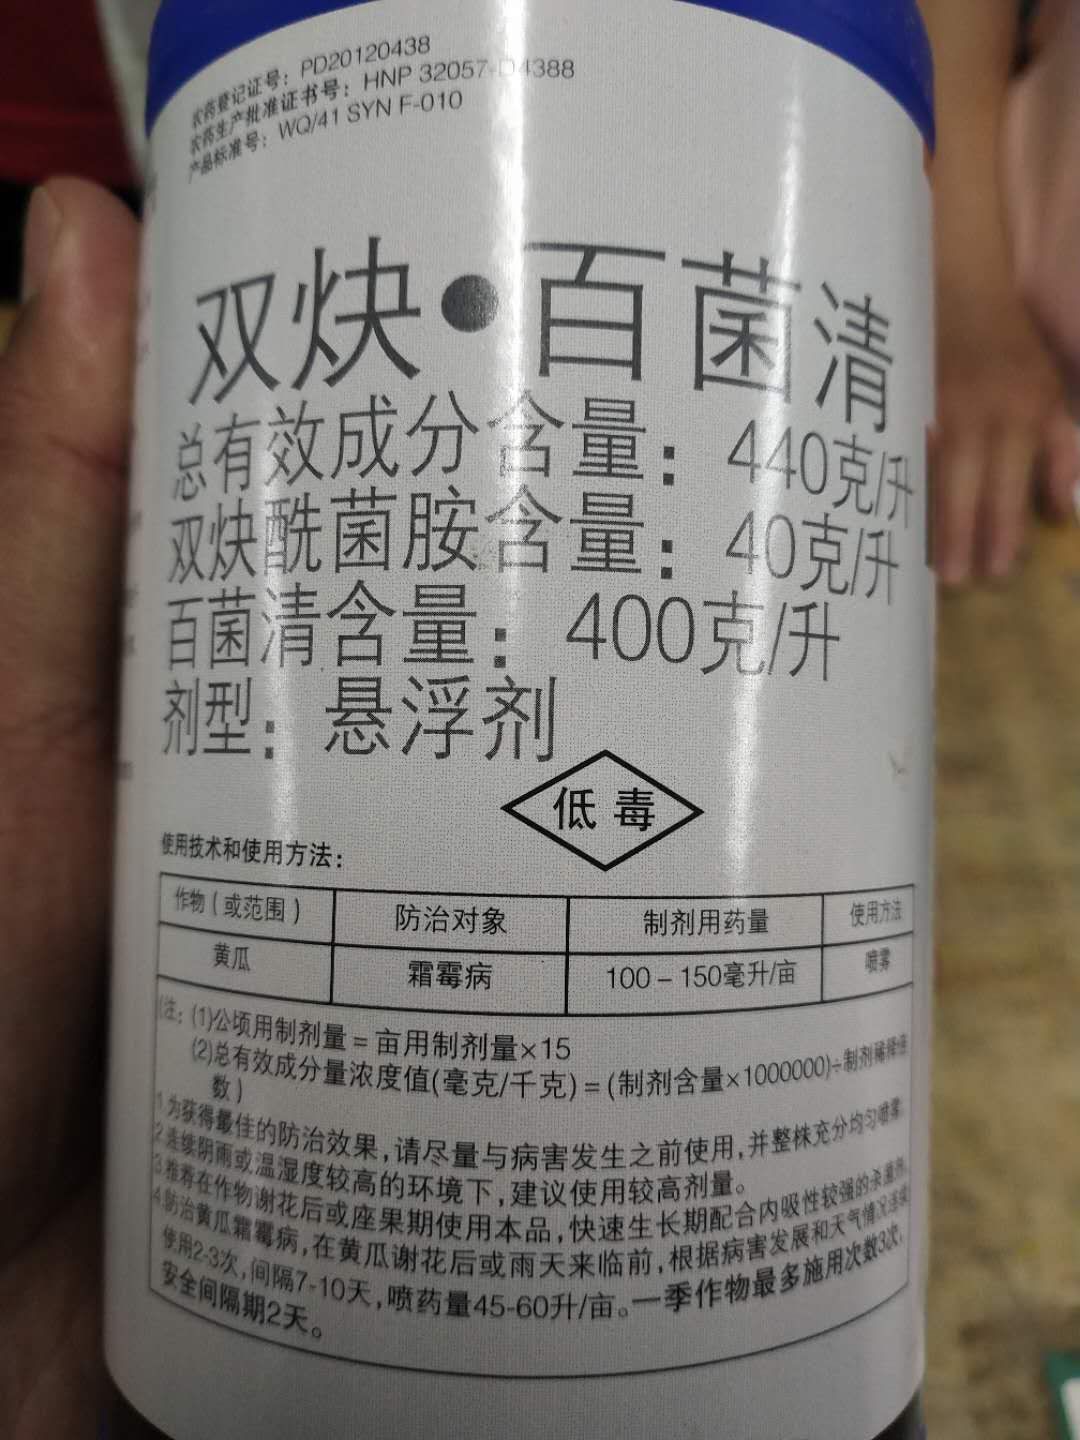 农药登记证号：PD20120438
农药生产批准证书号：HNP 32057-D4388
产品标准号：WQ/41 SYN F-010
双炔•百菌清
总有效成分含量：440克/升
双炔酰菌胺含量：40克/升
百菌清含量：400克/升
剂型：悬浮剂
低毒
使用技术和使用方法：
作物（或范围） 防治对象 制剂用药量 使用方法
黄瓜 霜霉病 100－150毫升/亩 喷雾
(注：(1)公顷用制剂量＝亩用制剂量×15
(2)总有效成分量浓度值(毫克/千克)＝(制剂含量×1000000)÷制剂稀释倍
数)
1.为获得最佳的防治效果，请尽量与病害发生之前使用，并整株充分均匀喷雾。
2.连续阴雨或温湿度较高的环境下，建议使用较高剂量。
3.推荐在作物谢花后或座果期使用本品，快速生长期配合内吸性较强的杀菌剂。
4.防治黄瓜霜霉病，在黄瓜谢花后或雨天来临前，根据病害发展和天气情况连续
使用2-3次，间隔7-10天，喷药量45-60升/亩。一季作物最多施用次数3次，
安全间隔期2天。